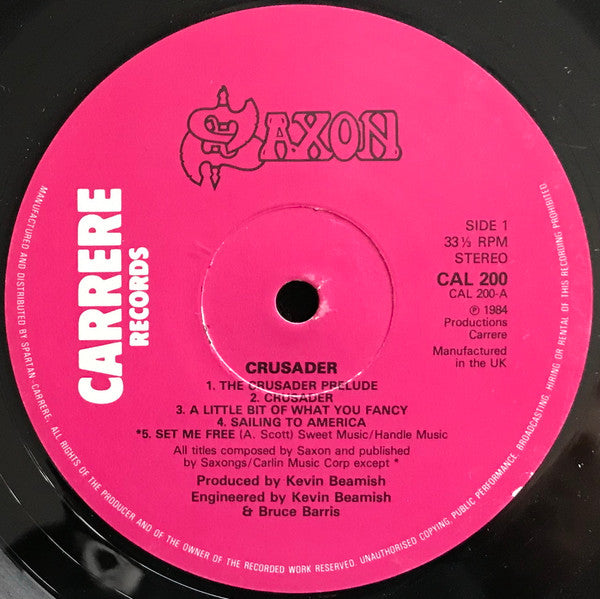 SAXON
CARRERE
RECORDS
SIDE 1
33⅓ RPM
STEREO
CAL 200
CAL 200-A
℗ 1984
Productions
Carrere
Manufactured
in the UK
CRUSADER
1. THE CRUSADER PRELUDE
2. CRUSADER
3. A LITTLE BIT OF WHAT YOU FANCY
4. SAILING TO AMERICA
*5. SET ME FREE (A. Scott) Sweet Music/Handle Music
All titles composed by Saxon and published
by Saxongs/Carlin Music Corp except *
Produced by Kevin Beamish
Engineered by Kevin Beamish
& Bruce Barris
MANUFACTURED AND DISTRIBUTED BY SPARTAN. CARRERE. ALL RIGHTS OF THE PRODUCER AND OF THE OWNER OF THE RECORDED WORK RESERVED. UNAUTHORISED COPYING, PUBLIC PERFORMANCE, BROADCASTING, HIRING OR RENTAL OF THIS RECORDING PROHIBITED.